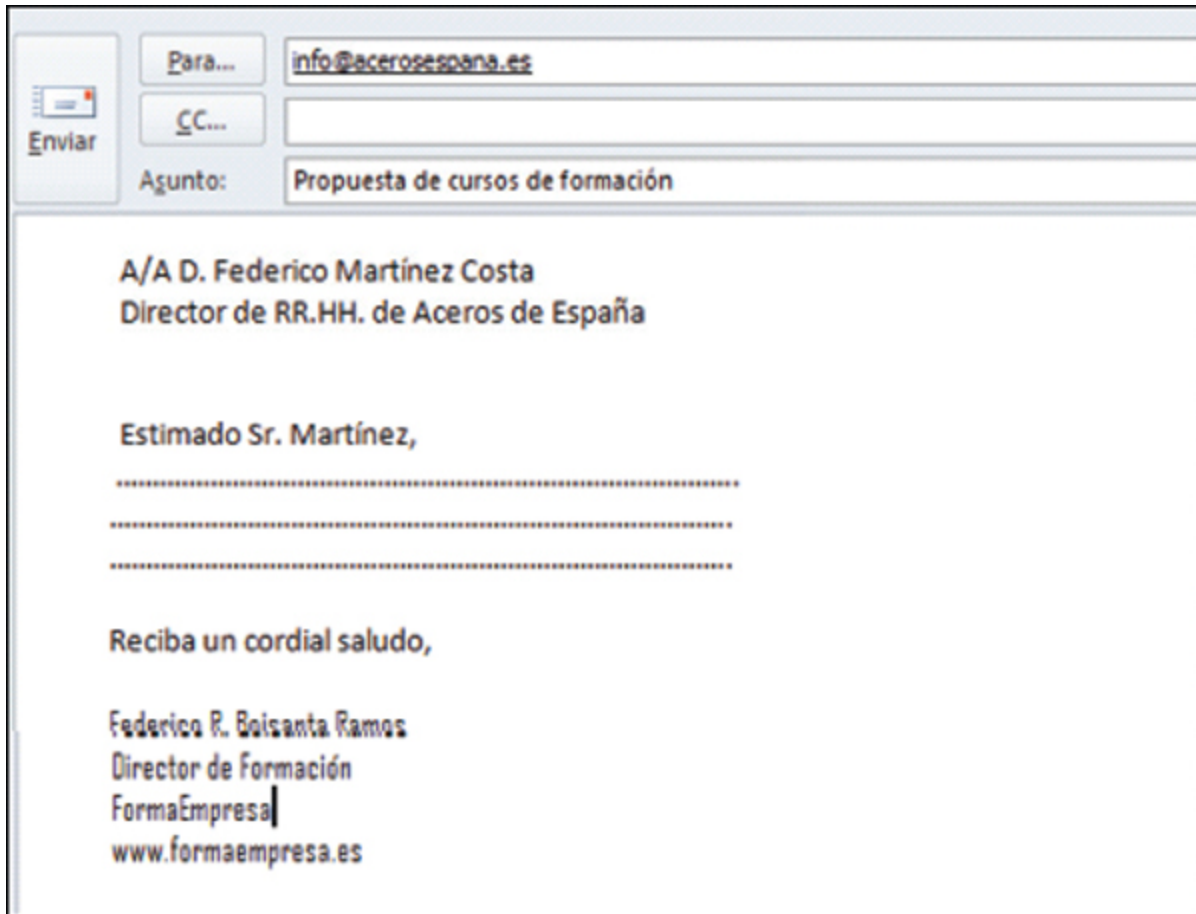 Para... info@acerosespana.es
CC...
Enviar
Asunto: Propuesta de cursos de formación
A/A D. Federico Martínez Costa
Director de RR.HH. de Aceros de España
Estimado Sr. Martínez,
Reciba un cordial saludo,
Federico R. Boisanta Ramos
Director de Formación
FormaEmpresa
www.formaempresa.es